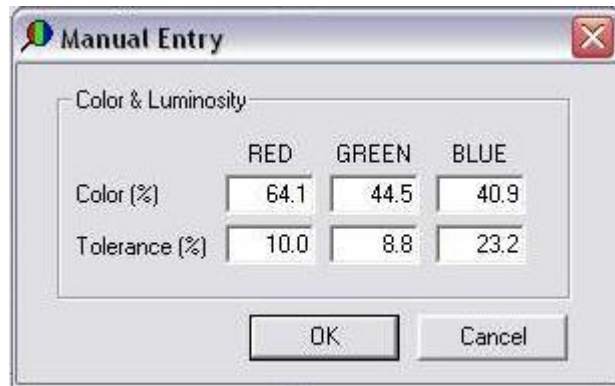 Manual Entry
Color & Luminosity
RED GREEN BLUE
Color (%) 64.1 44.5 40.9
Tolerance (%) 10.0 8.8 23.2
OK Cancel